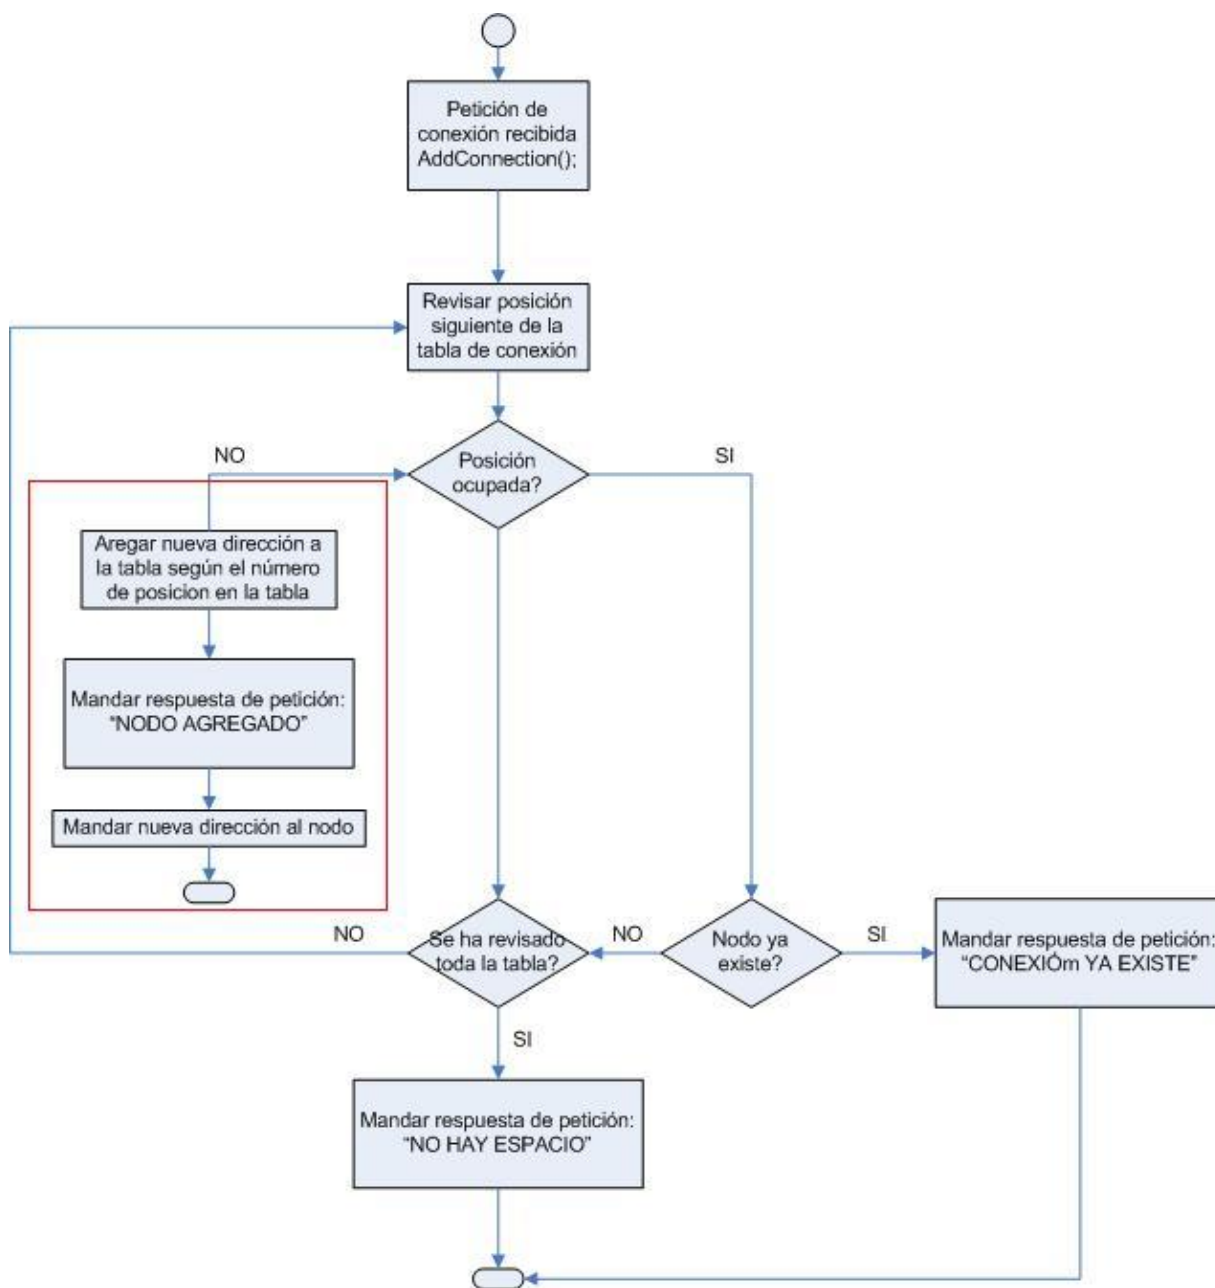 Petición de
conexión recibida
AddConnection();
Revisar posición
siguiente de la
tabla de conexión
NO
SI
Posición
ocupada?
Aregar nueva dirección a
la tabla según el número
de posicion en la tabla
Mandar respuesta de petición:
“NODO AGREGADO”
Mandar nueva dirección al nodo
NO
Se ha revisado
toda la tabla?
NO
Nodo ya
existe?
SI
Mandar respuesta de petición:
“CONEXIÓm YA EXISTE”
SI
Mandar respuesta de petición:
“NO HAY ESPACIO”